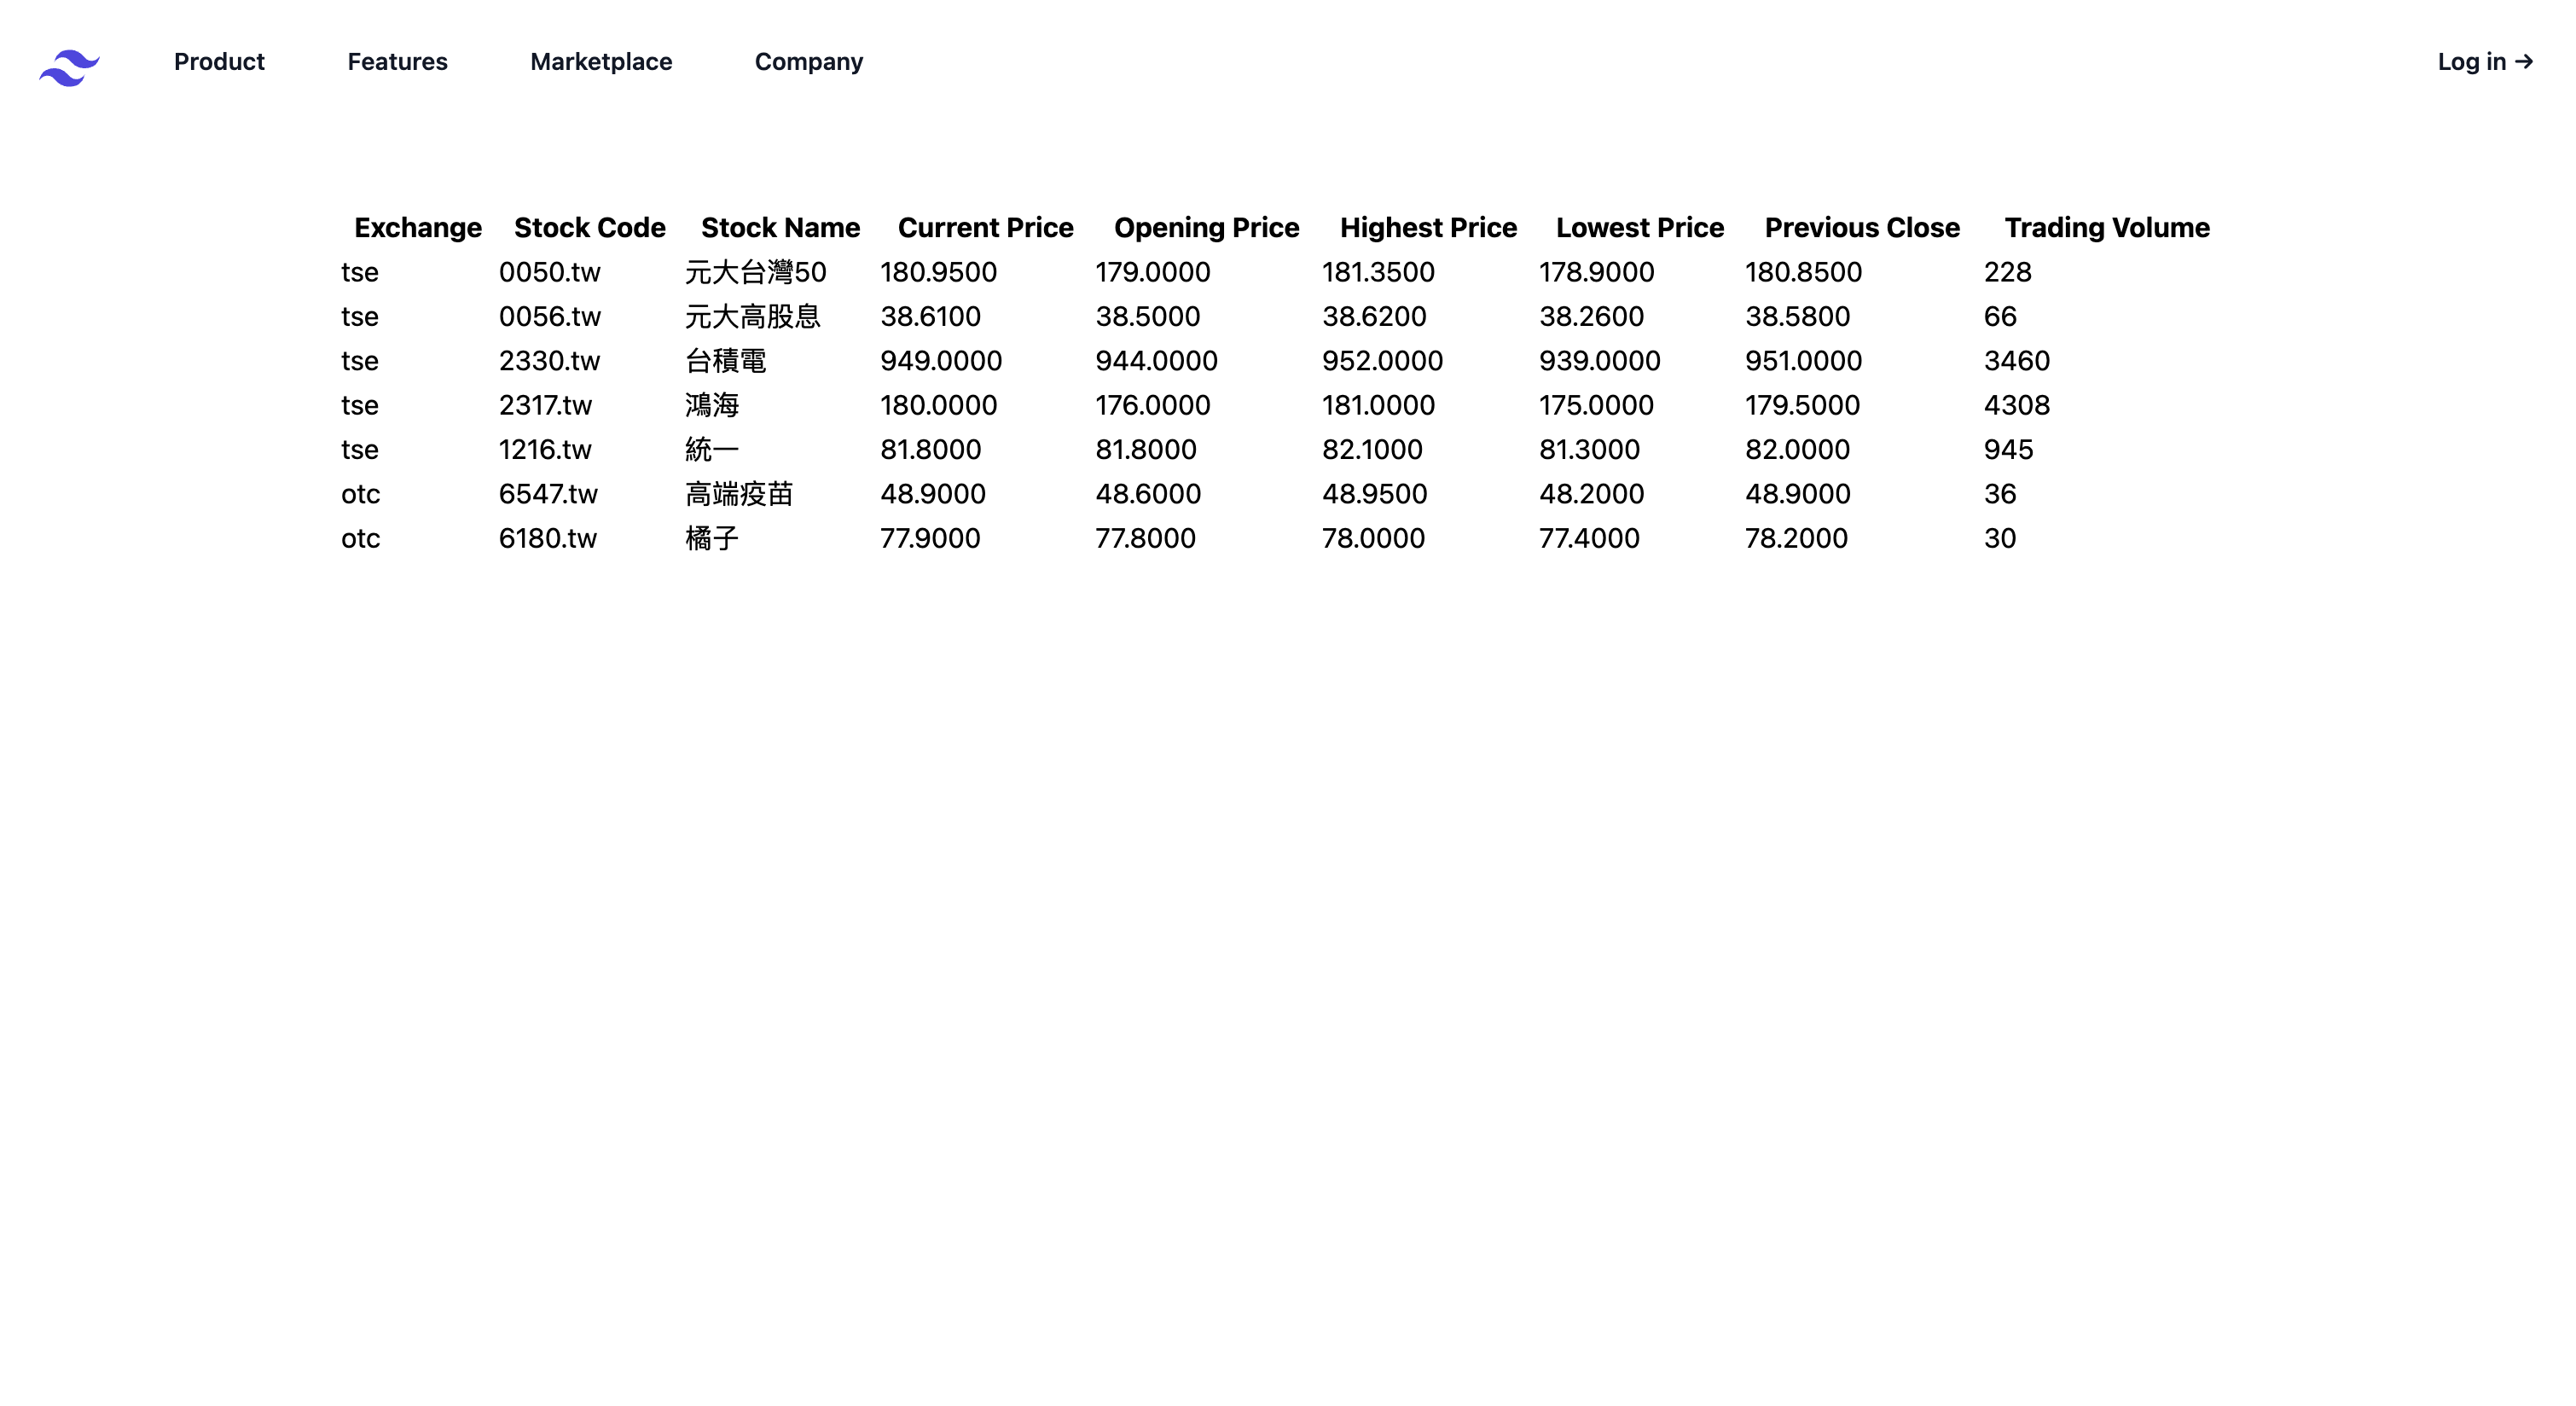 Product Features Marketplace Company Log in →
Exchange Stock Code Stock Name Current Price Opening Price Highest Price Lowest Price Previous Close Trading Volume
tse 0050.tw 元大台灣50 180.9500 179.0000 181.3500 178.9000 180.8500 228
tse 0056.tw 元大高股息 38.6100 38.5000 38.6200 38.2600 38.5800 66
tse 2330.tw 台積電 949.0000 944.0000 952.0000 939.0000 951.0000 3460
tse 2317.tw 鴻海 180.0000 176.0000 181.0000 175.0000 179.5000 4308
tse 1216.tw 統一 81.8000 81.8000 82.1000 81.3000 82.0000 945
otc 6547.tw 高端疫苗 48.9000 48.6000 48.9500 48.2000 48.9000 36
otc 6180.tw 橘子 77.9000 77.8000 78.0000 77.4000 78.2000 30